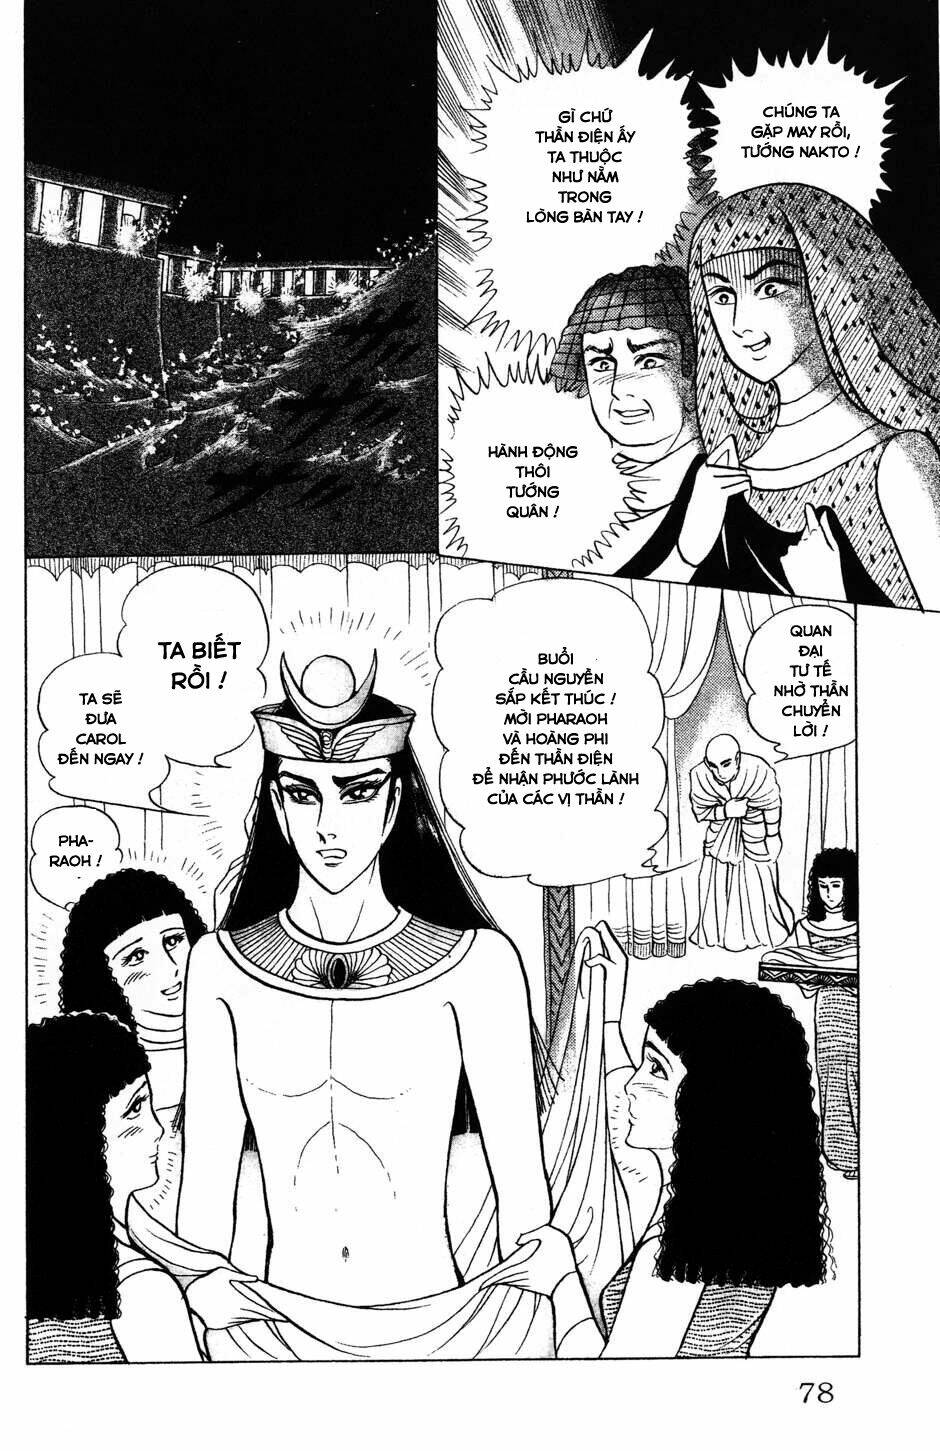 CHÚNG TA
GẶP MAY RỒI,
TƯỚNG NAKTO !
GÌ CHỨ
THẦN ĐIỆN ẤY
TA THUỘC
NHƯ NẰM
TRONG
LÒNG BÀN TAY !
HÀNH ĐỘNG
THÔI
TƯỚNG
QUÂN !
QUAN
ĐẠI
TƯ TẾ
NHỜ THẦN
CHUYỂN
LỜI !
BUỔI
CẦU NGUYỀN
SẮP KẾT THÚC !
MỜI PHARAOH
VÀ HOÀNG PHI
ĐẾN THẦN ĐIỆN
ĐỂ NHẬN PHƯỚC LÀNH
CỦA CÁC VỊ THẦN !
TA BIẾT
RỒI !
TA SẼ
ĐƯA
CAROL
ĐẾN NGAY !
PHA-
RAOH !
78